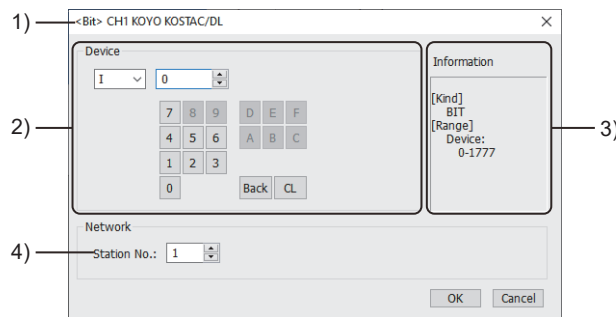 1)
<Bit> CH1 KOYO KOSTAC/DL
Device
I 0
7 8 9 D E F
4 5 6 A B C
1 2 3
0 Back CL
2)
Information
[Kind]
BIT
[Range]
Device:
0-1777
3)
Network
4)
Station No.: 1
OK Cancel